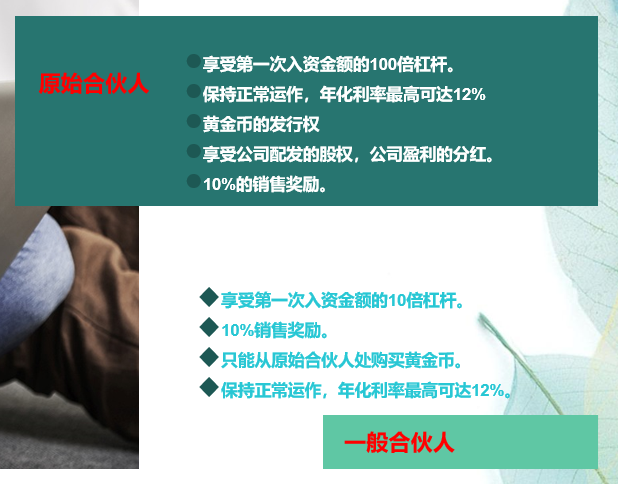 原始合伙人
享受第一次入资金额的100倍杠杆。
保持正常运作，年化利率最高可达12%
黄金币的发行权
享受公司配发的股权，公司盈利的分红。
10%的销售奖励。
享受第一次入资金额的10倍杠杆。
10%销售奖励。
只能从原始合伙人处购买黄金币。
保持正常运作，年化利率最高可达12%。
一般合伙人